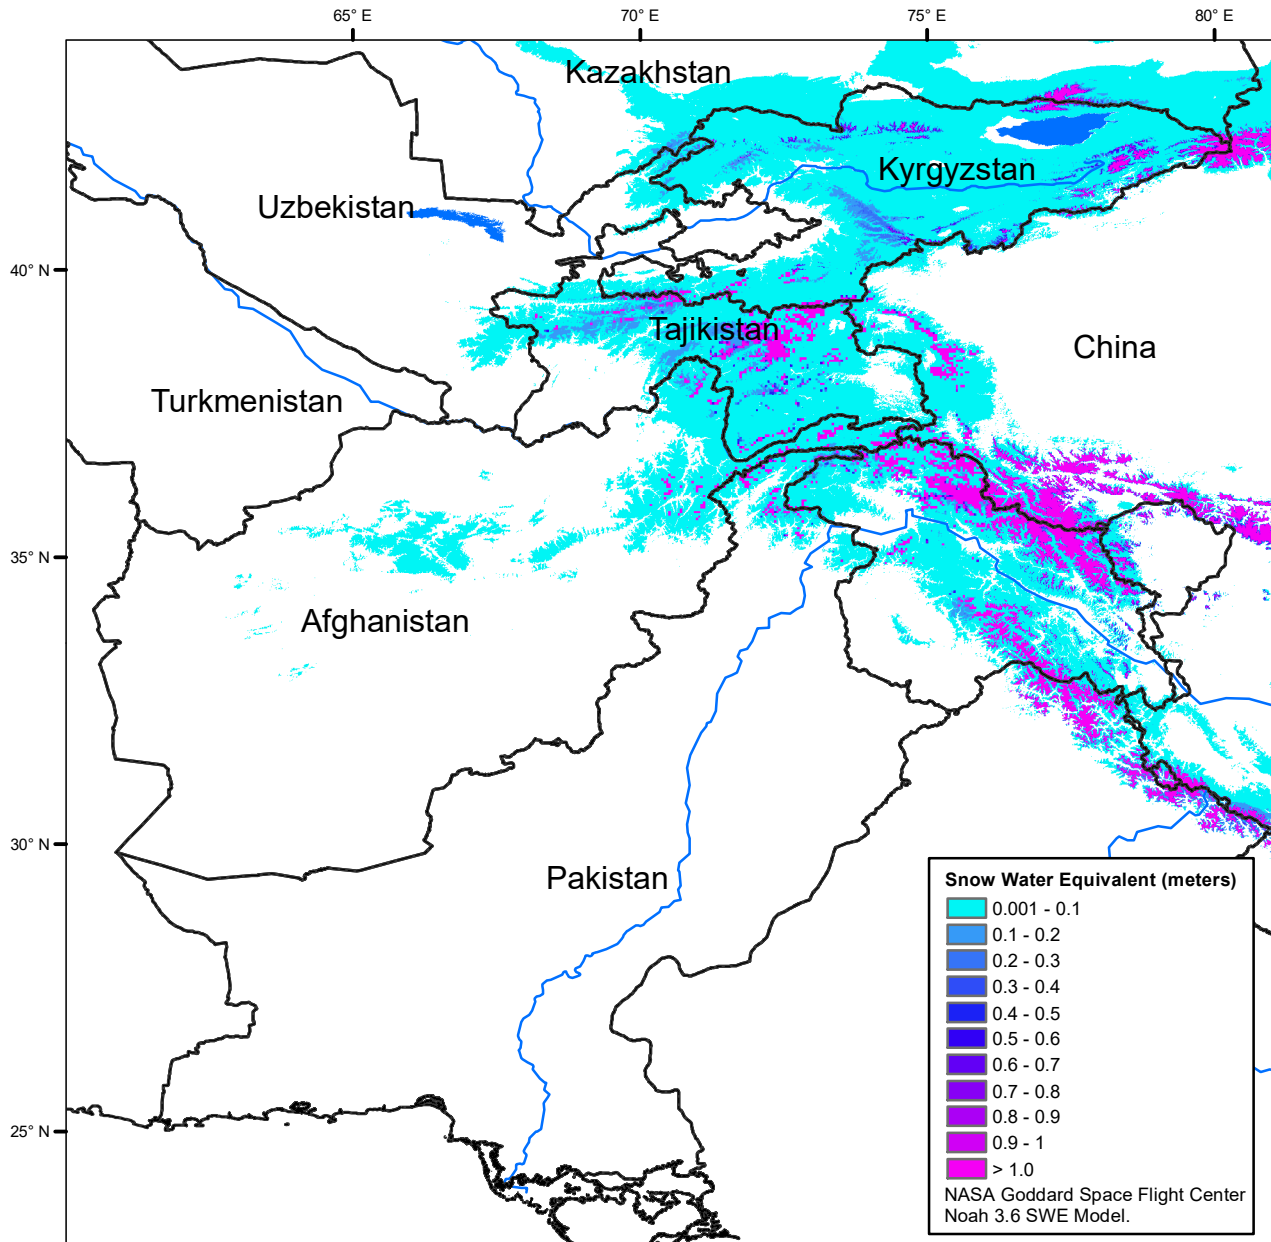 65° E
70° E
75° E
80° E
Kazakhstan
Kyrgyzstan
Uzbekistan
40° N
Tajikistan
China
Turkmenistan
35° N
Afghanistan
30° N
Pakistan
25° N
Snow Water Equivalent (meters)
0.001 - 0.1
0.1 - 0.2
0.2 - 0.3
0.3 - 0.4
0.4 - 0.5
0.5 - 0.6
0.6 - 0.7
0.7 - 0.8
0.8 - 0.9
0.9 - 1
> 1.0
NASA Goddard Space Flight Center
Noah 3.6 SWE Model.